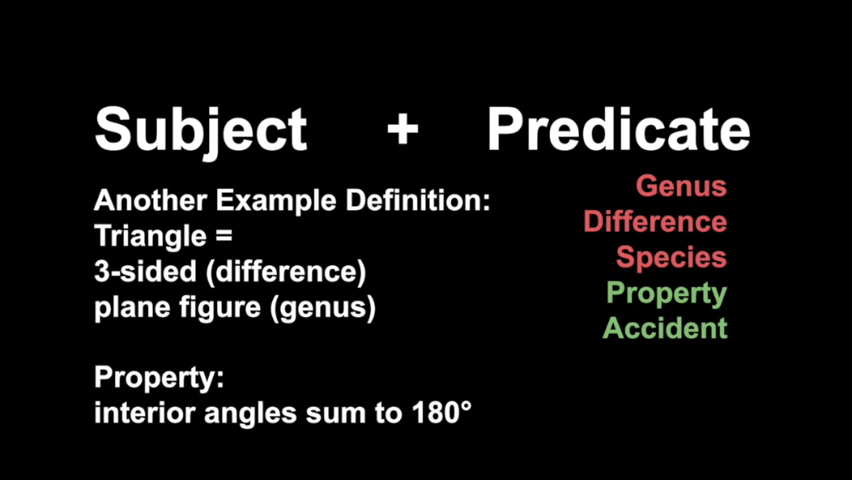 Subject + Predicate
Another Example Definition:
Triangle =
3-sided (difference)
plane figure (genus)
Property:
interior angles sum to 180°
Genus
Difference
Species
Property
Accident